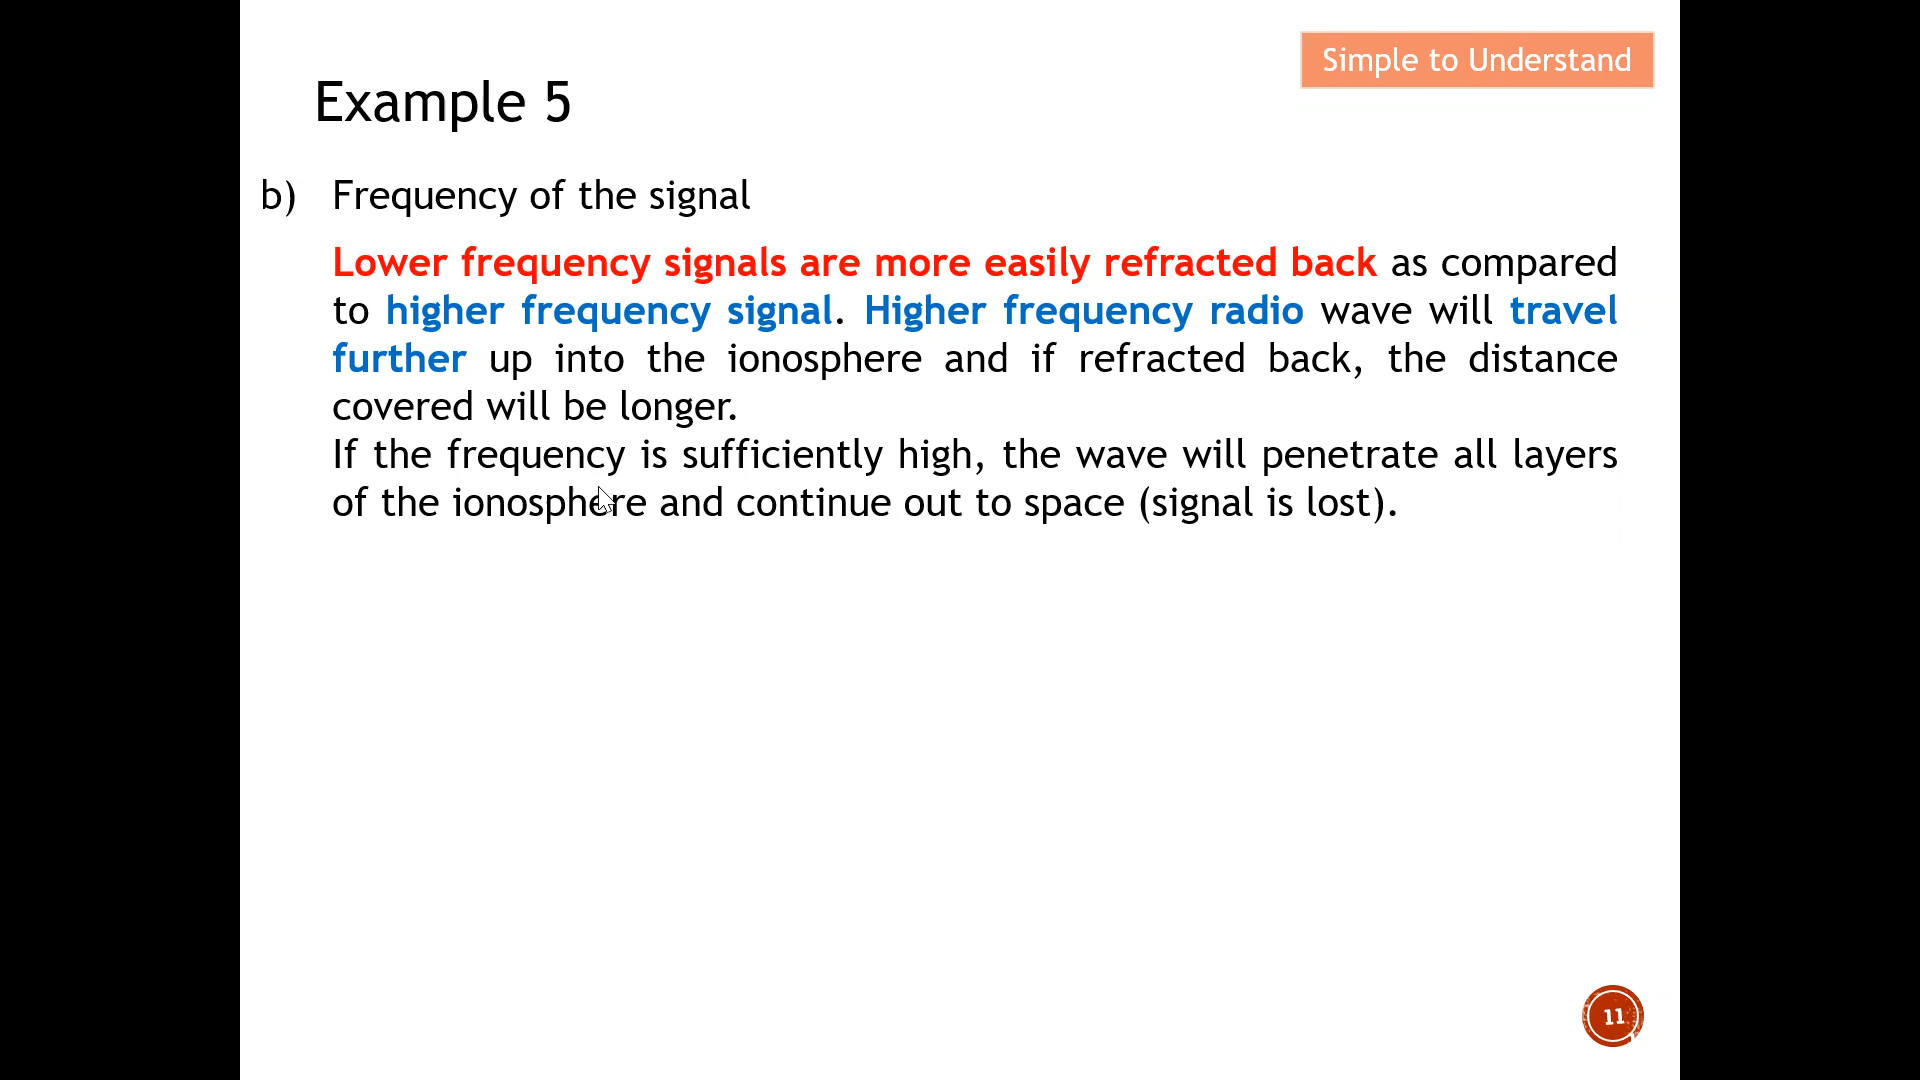 Simple to Understand
Example 5
b) Frequency of the signal
Lower frequency signals are more easily refracted back as compared
to higher frequency signal. Higher frequency radio wave will travel
further up into the ionosphere and if refracted back, the distance
covered will be longer.
If the frequency is sufficiently high, the wave will penetrate all layers
of the ionosphere and continue out to space (signal is lost).
11